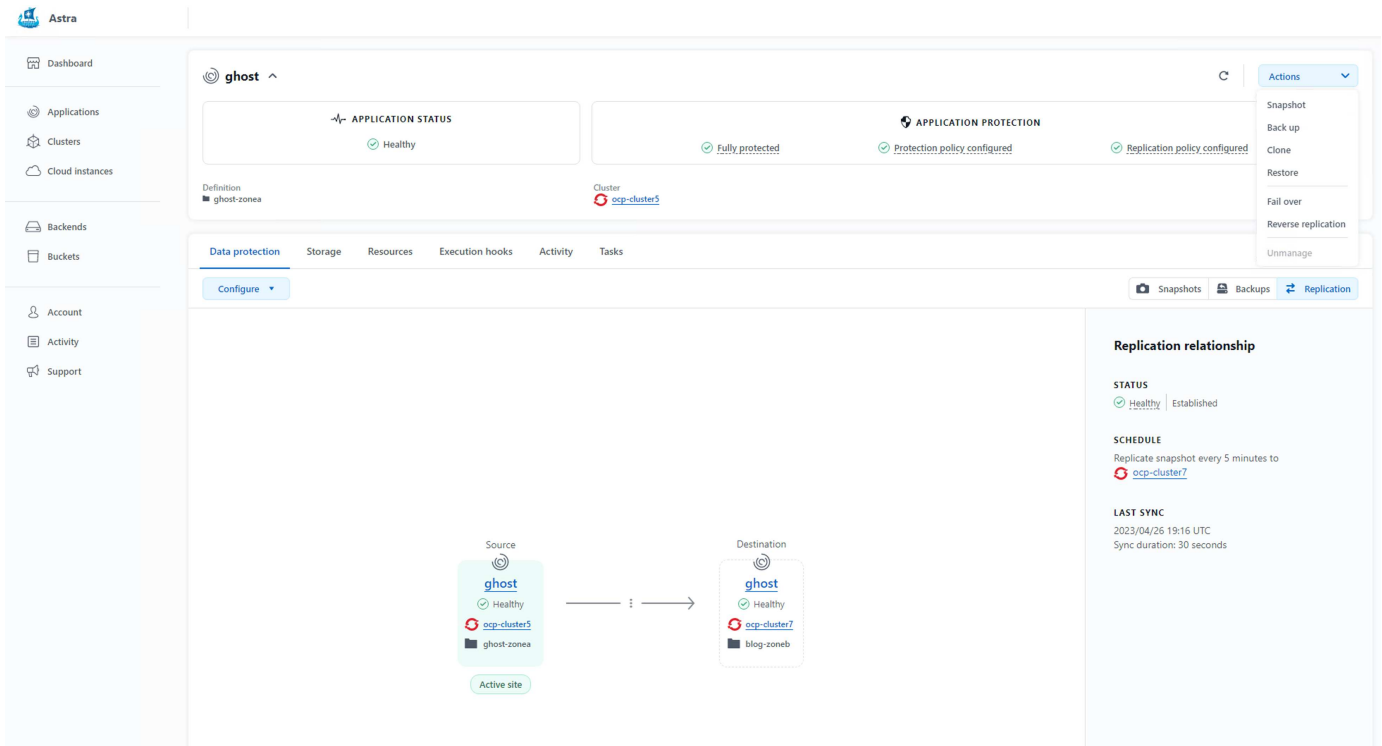 Astra
Dashboard
Applications
Clusters
Cloud instances
Backends
Buckets
Account
Activity
Support
ghost
Actions
Snapshot
Back up
Clone
Restore
Fail over
Reverse replication
Unmanage
APPLICATION STATUS
Healthy
APPLICATION PROTECTION
Fully protected
Protection policy configured
Replication policy configured
Definition
ghost-zonea
Cluster
ocp-cluster5
Data protection
Storage
Resources
Execution hooks
Activity
Tasks
Configure
Snapshots
Backups
Replication
Source
ghost
Healthy
ocp-cluster5
ghost-zonea
Active site
Destination
ghost
Healthy
ocp-cluster7
blog-zoneb
Replication relationship
STATUS
Healthy
Established
SCHEDULE
Replicate snapshot every 5 minutes to
ocp-cluster7
LAST SYNC
2023/04/26 19:16 UTC
Sync duration: 30 seconds